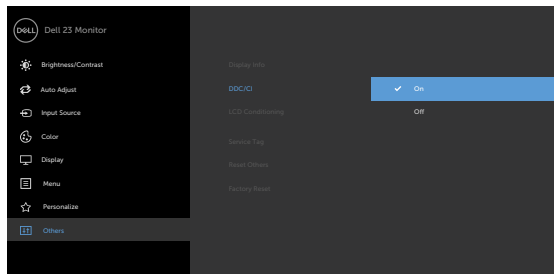 DELL
Dell 23 Monitor
Brightness/Contrast
Auto Adjust
Input Source
Color
Display
Menu
Personalize
Others
Display Info
DDC/CI
LCD Conditioning
Service Tag
Reset Others
Factory Reset
On
Off